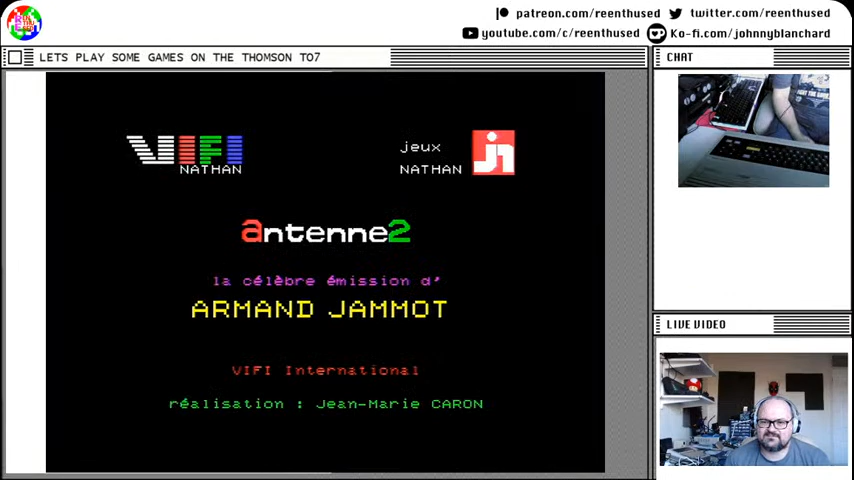 patreon.com/reenthused twitter.com/reenthused
youtube.com/c/reenthused Ko-fi.com/johnnyblanchard
LETS PLAY SOME GAMES ON THE THOMSON TO7
CHAT
VIFI
NATHAN
jeux
NATHAN
jn
antenne2
la célèbre émission d'
ARMAND JAMMOT
VIFI International
réalisation : Jean-Marie CARON
LIVE VIDEO